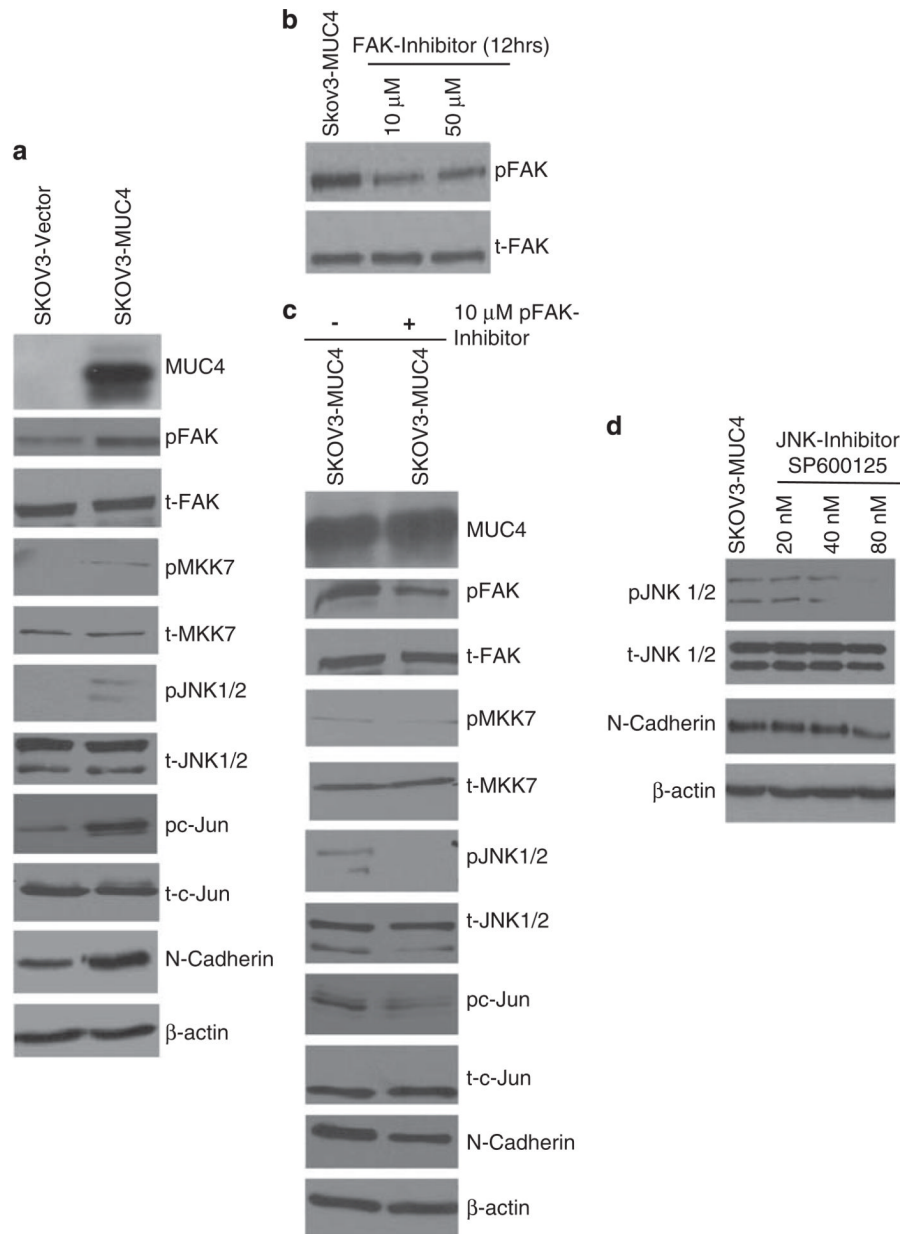 a
SKOV3-Vector
SKOV3-MUC4
MUC4
pFAK
t-FAK
pMKK7
t-MKK7
pJNK1/2
t-JNK1/2
pc-Jun
t-c-Jun
N-Cadherin
β-actin
b
Skov3-MUC4
FAK-Inhibitor (12hrs)
10 μM
50 μM
pFAK
t-FAK
c
- +
10 μM pFAK-
Inhibitor
SKOV3-MUC4
SKOV3-MUC4
MUC4
pFAK
t-FAK
pMKK7
t-MKK7
pJNK1/2
t-JNK1/2
pc-Jun
t-c-Jun
N-Cadherin
β-actin
d
SKOV3-MUC4
JNK-Inhibitor
SP600125
20 nM
40 nM
80 nM
pJNK 1/2
t-JNK 1/2
N-Cadherin
β-actin